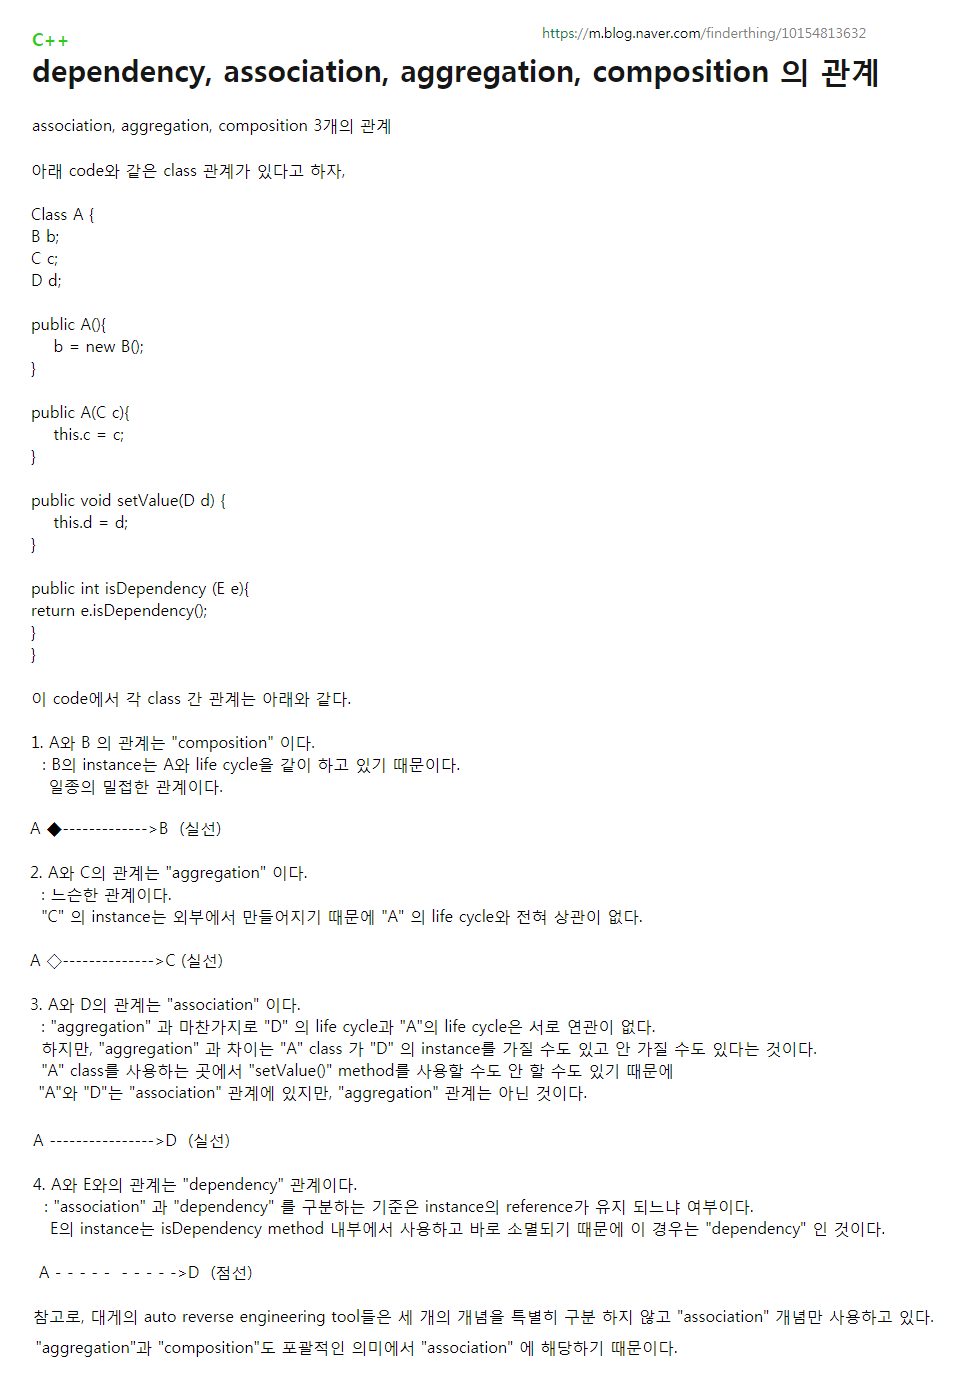 C++
https://m.blog.naver.com/finderthing/10154813632
dependency, association, aggregation, composition 의 관계
association, aggregation, composition 3개의 관계
아래 code와 같은 class 관계가 있다고 하자,
Class A {
B b;
C c;
D d;
public A(){
b = new B();
}
public A(C c){
this.c = c;
}
public void setValue(D d) {
this.d = d;
}
public int isDependency (E e){
return e.isDependency();
}
}
이 code에서 각 class 간 관계는 아래와 같다.
1. A와 B 의 관계는 "composition" 이다.
: B의 instance는 A와 life cycle을 같이 하고 있기 때문이다.
일종의 밀접한 관계이다.
A ◆------------->B (실선)
2. A와 C의 관계는 "aggregation" 이다.
: 느슨한 관계이다.
"C" 의 instance는 외부에서 만들어지기 때문에 "A" 의 life cycle와 전혀 상관이 없다.
A ◇-------------->C (실선)
3. A와 D의 관계는 "association" 이다.
: "aggregation" 과 마찬가지로 "D" 의 life cycle과 "A"의 life cycle은 서로 연관이 없다.
하지만, "aggregation" 과 차이는 "A" class 가 "D" 의 instance를 가질 수도 있고 안 가질 수도 있다는 것이다.
"A" class를 사용하는 곳에서 "setValue()" method를 사용할 수도 안 할 수도 있기 때문에
"A"와 "D"는 "association" 관계에 있지만, "aggregation" 관계는 아닌 것이다.
A ---------------->D (실선)
4. A와 E와의 관계는 "dependency" 관계이다.
: "association" 과 "dependency" 를 구분하는 기준은 instance의 reference가 유지 되느냐 여부이다.
E의 instance는 isDependency method 내부에서 사용하고 바로 소멸되기 때문에 이 경우는 "dependency" 인 것이다.
A - - - - -  - - - - ->D (점선)
참고로, 대게의 auto reverse engineering tool들은 세 개의 개념을 특별히 구분 하지 않고 "association" 개념만 사용하고 있다.
"aggregation"과 "composition"도 포괄적인 의미에서 "association" 에 해당하기 때문이다.